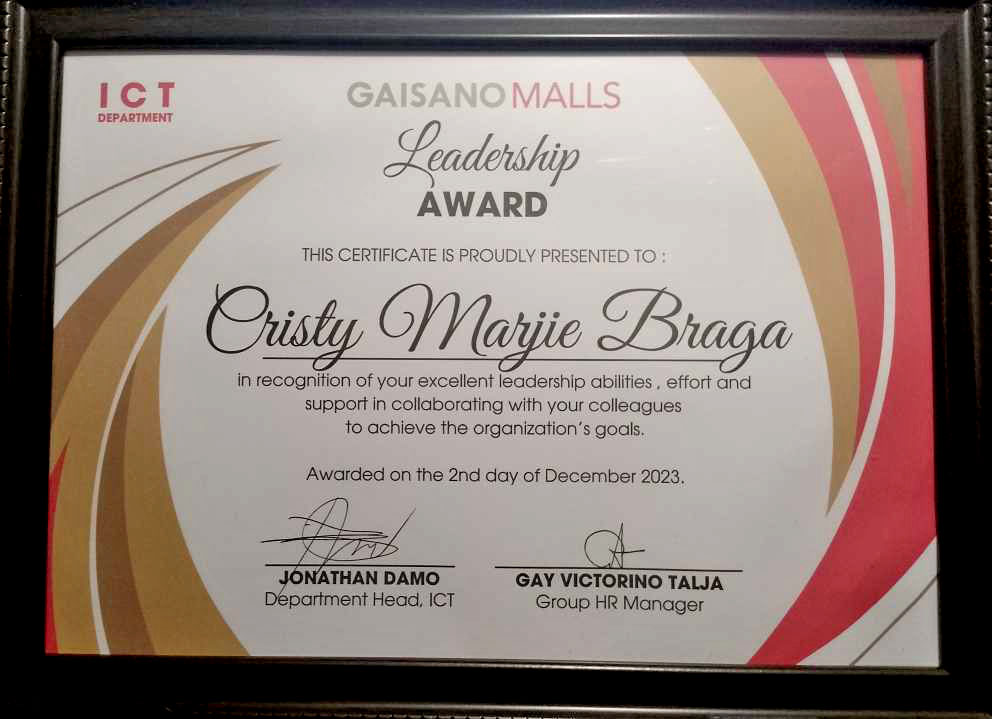 ICT
DEPARTMENT
GAISANO MALLS
Leadership
AWARD
THIS CERTIFICATE IS PROUDLY PRESENTED TO :
Cristy Marjie Braga
in recognition of your excellent leadership abilities , effort and
support in collaborating with your colleagues
to achieve the organization's goals.
Awarded on the 2nd day of December 2023.
JONATHAN DAMO
Department Head, ICT
GAY VICTORINO TALJA
Group HR Manager